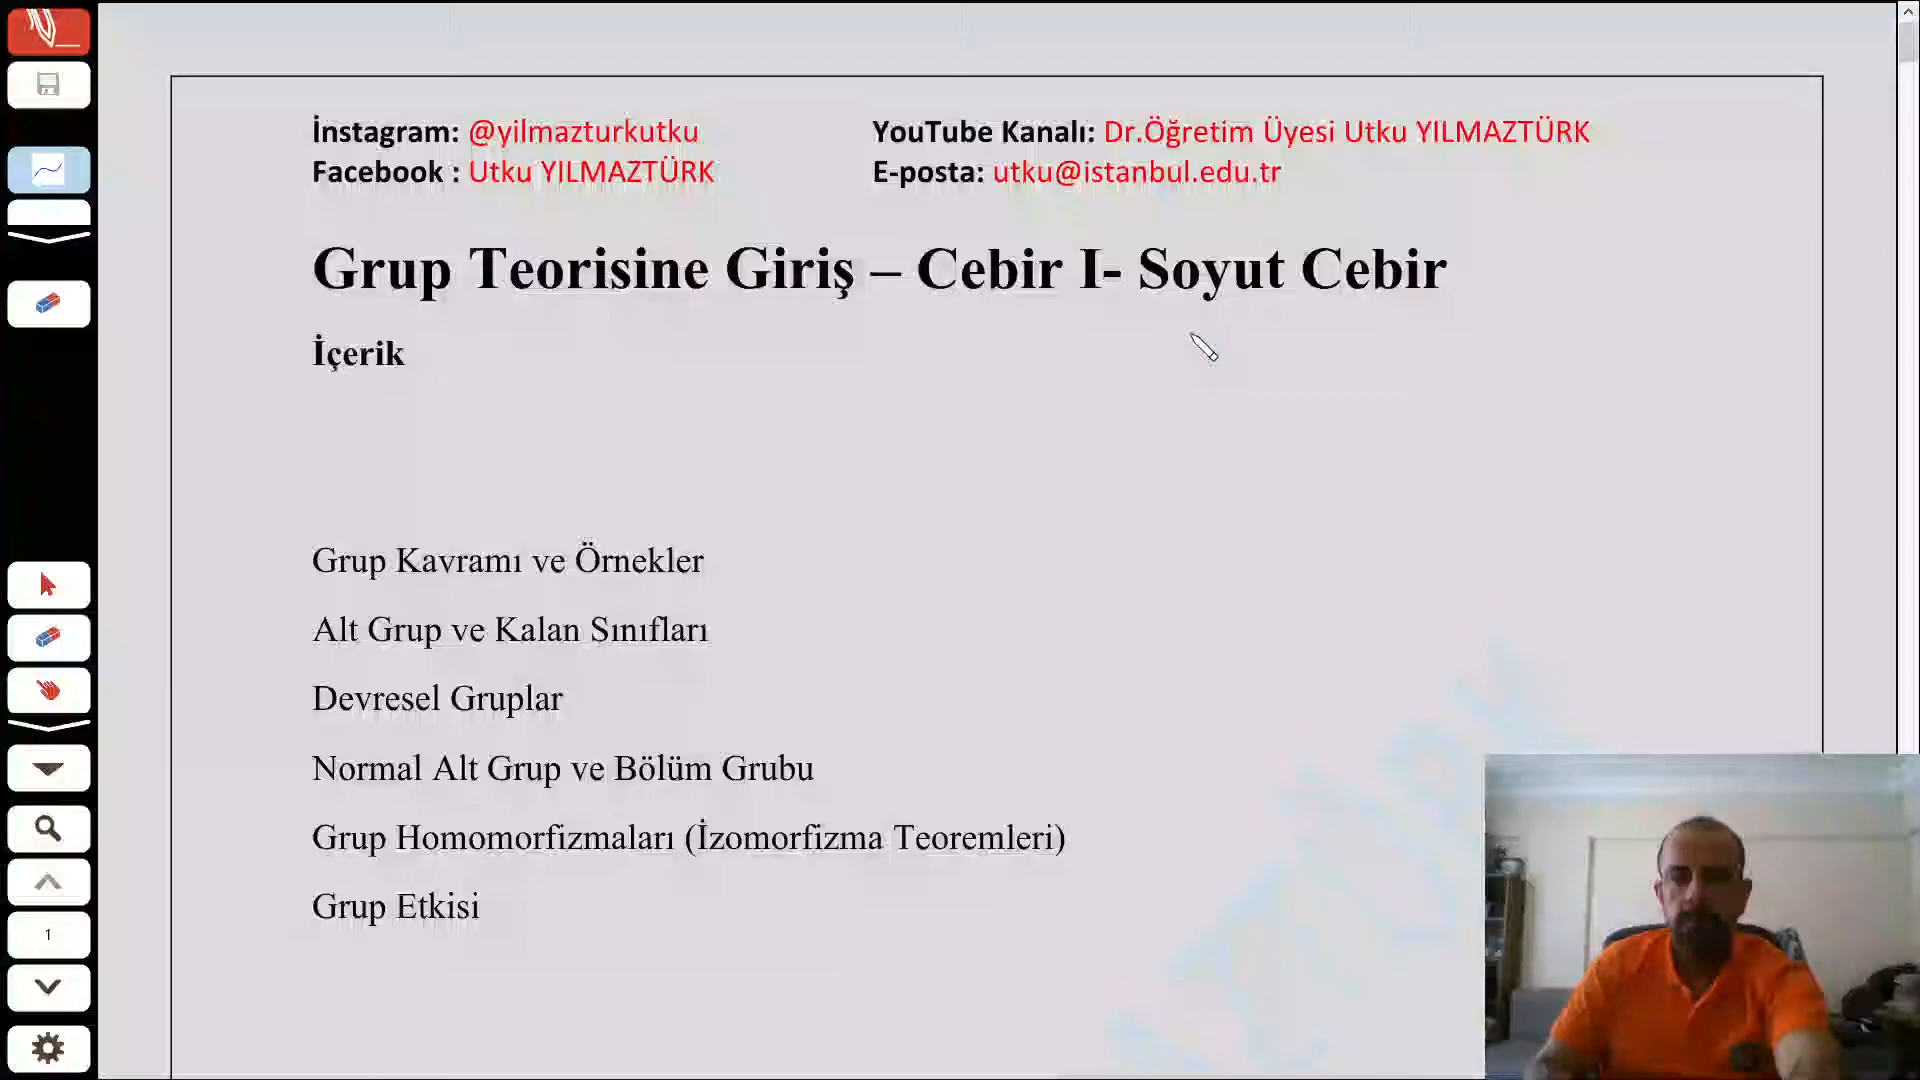 İnstagram: @yilmazturkutku
YouTube Kanalı: Dr.Öğretim Üyesi Utku YILMAZTÜRK
Facebook : Utku YILMAZTÜRK
E-posta: utku@istanbul.edu.tr
Grup Teorisine Giriş – Cebir I- Soyut Cebir
İçerik
Grup Kavramı ve Örnekler
Alt Grup ve Kalan Sınıfları
Devresel Gruplar
Normal Alt Grup ve Bölüm Grubu
Grup Homomorfizmaları (İzomorfizma Teoremleri)
Grup Etkisi
1